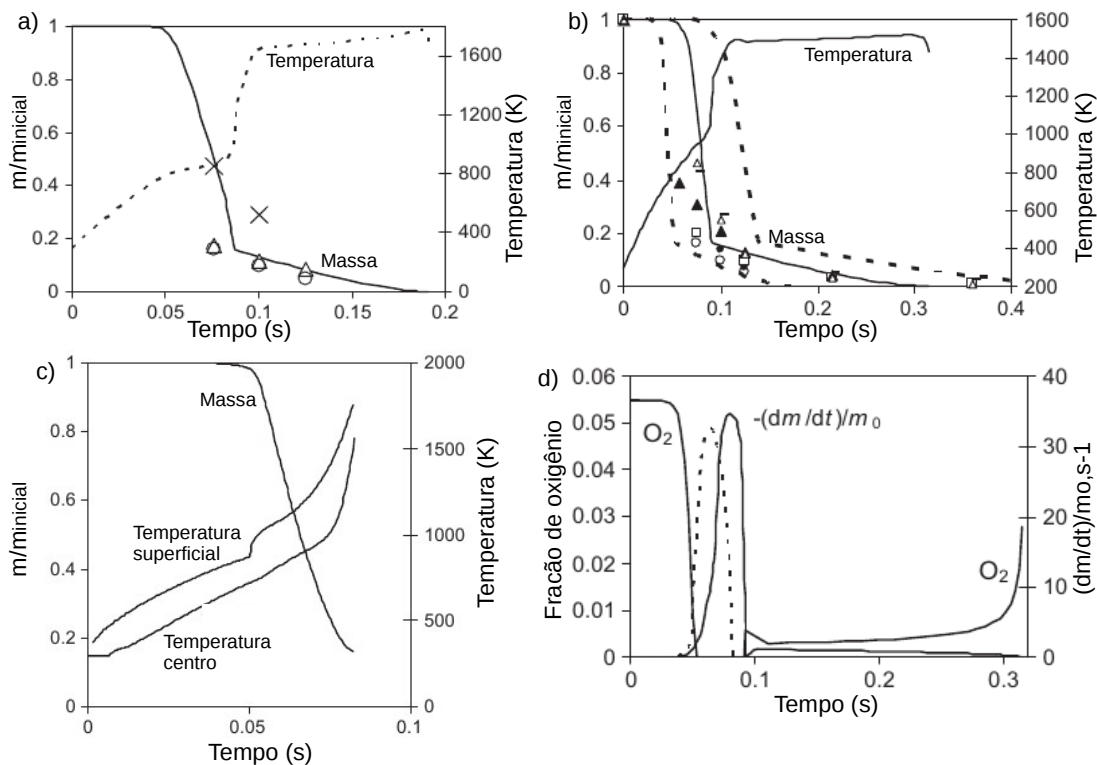 a)
1
0.8
0.6
0.4
0.2
0
m/minicial
0
0.05
0.1
0.15
0.2
Tempo (s)
1600
1200
800
400
0
Temperatura (K)
Temperatura
Massa
b)
1
0.8
0.6
0.4
0.2
0
m/minicial
0
0.1
0.2
0.3
0.4
Tempo (s)
1600
1400
1200
1000
800
600
400
200
Temperatura (K)
Temperatura
Massa
c)
1
0.8
0.6
0.4
0.2
0
m/minicial
0
0.05
0.1
Tempo (s)
2000
1500
1000
500
0
Temperatura (K)
Massa
Temperatura
superficial
Temperatura
centro
d)
0.06
0.05
0.04
0.03
0.02
0.01
0
Fracão de oxigênio
0
0.1
0.2
0.3
Tempo (s)
40
30
20
10
0
(dm/dt)/mo,s-1
O2
-(dm/dt)/m0
O2